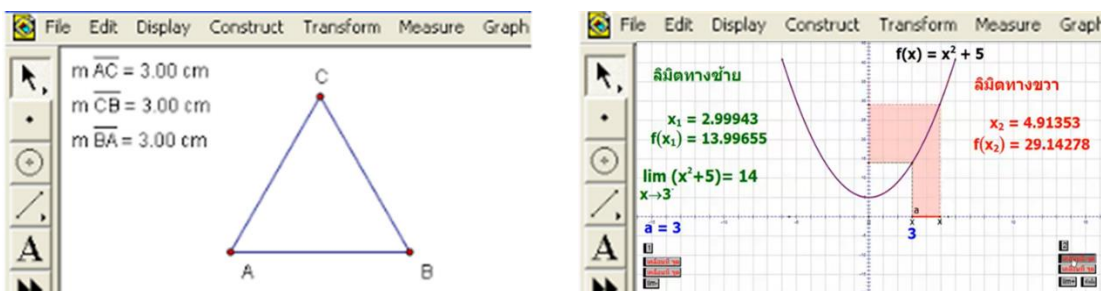 File Edit Display Construct Transform Measure Graph
m AC = 3.00 cm
m CB = 3.00 cm
m BA = 3.00 cm
C
A
B
A
File Edit Display Construct Transform Measure Grap
f(x) = x² + 5
ลิมิตทางซ้าย
x₁ = 2.99943
f(x₁) = 13.99655
lim (x²+5)= 14
x→3⁻
a = 3
ลิมิตทางขวา
x₂ = 4.91353
f(x₂) = 29.14278
a
x x
3
1
2
A